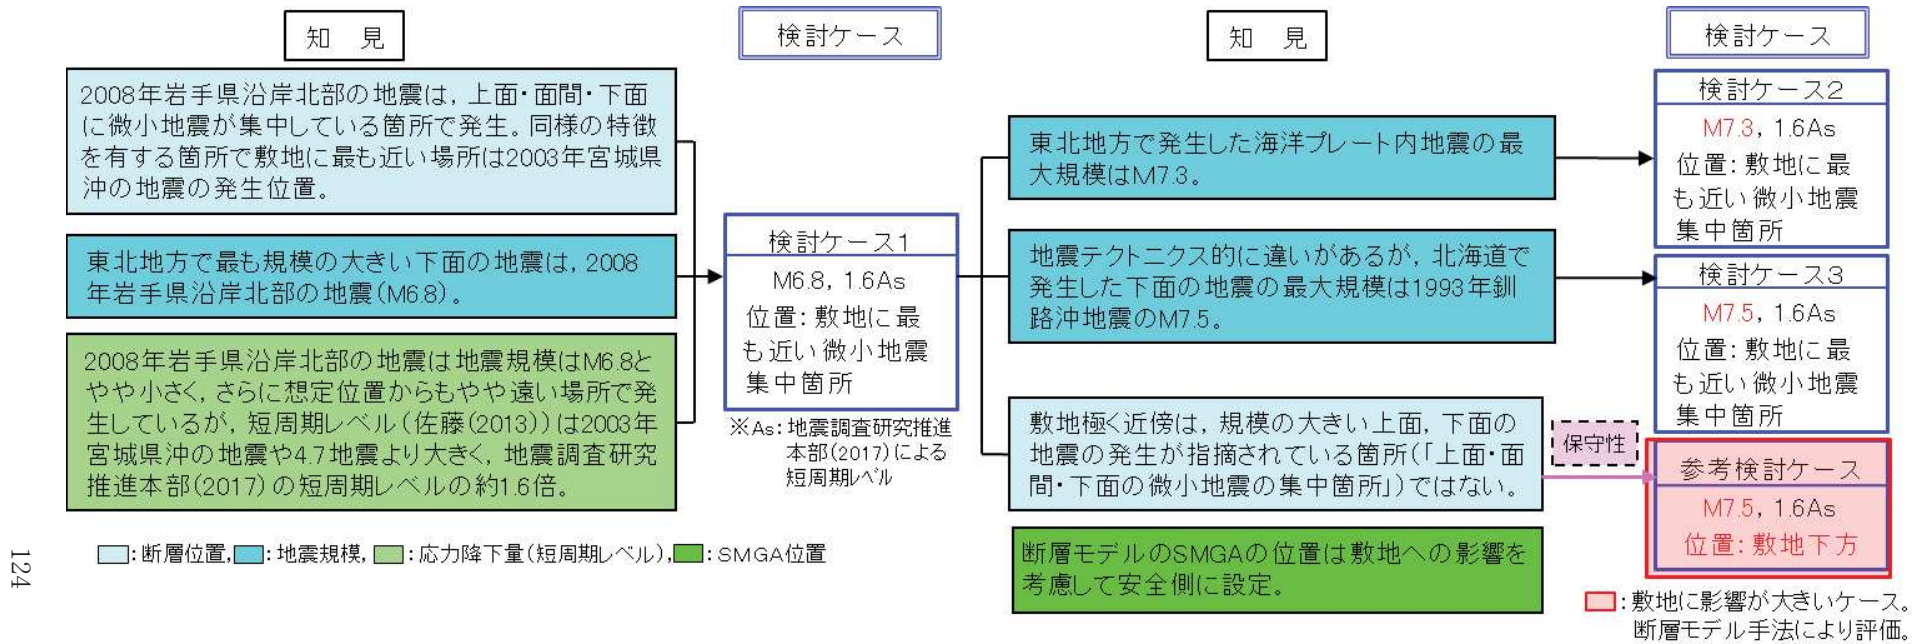 知 見
2008年岩手県沿岸北部の地震は, 上面・面間・下面
に微小地震が集中している箇所で発生。同様の特徴
を有する箇所で敷地に最も近い場所は2003年宮城県
沖の地震の発生位置。
東北地方で最も規模の大きい下面の地震は, 2008
年岩手県沿岸北部の地震(M6.8)。
2008年岩手県沿岸北部の地震は地震規模はM6.8と
やや小さく, さらに想定位置からもやや遠い場所で発
生しているが, 短周期レベル(佐藤(2013))は2003年
宮城県沖の地震や4.7地震より大きく, 地震調査研究
推進本部(2017)の短周期レベルの約1.6倍。
検討ケース
検討ケース1
M6.8, 1.6As
位置: 敷地に最
も近い微小地震
集中箇所
※As: 地震調査研究推進
本部(2017)による
短周期レベル
知 見
東北地方で発生した海洋プレート内地震の最
大規模はM7.3。
地震テクトニクス的に違いがあるが, 北海道で
発生した下面の地震の最大規模は1993年釧
路沖地震のM7.5。
敷地極く近傍は, 規模の大きい上面, 下面の
地震の発生が指摘されている箇所(「上面・面
間・下面の微小地震の集中箇所」)ではない。
断層モデルのSMGAの位置は敷地への影響を
考慮して安全側に設定。
保守性
検討ケース
検討ケース2
M7.3, 1.6As
位置: 敷地に最
も近い微小地震
集中箇所
検討ケース3
M7.5, 1.6As
位置: 敷地に最
も近い微小地震
集中箇所
参考検討ケース
M7.5, 1.6As
位置: 敷地下方
: 敷地に影響が大きいケース。
断層モデル手法により評価。
: 断層位置, : 地震規模, : 応力降下量(短周期レベル), : SMGA位置
124